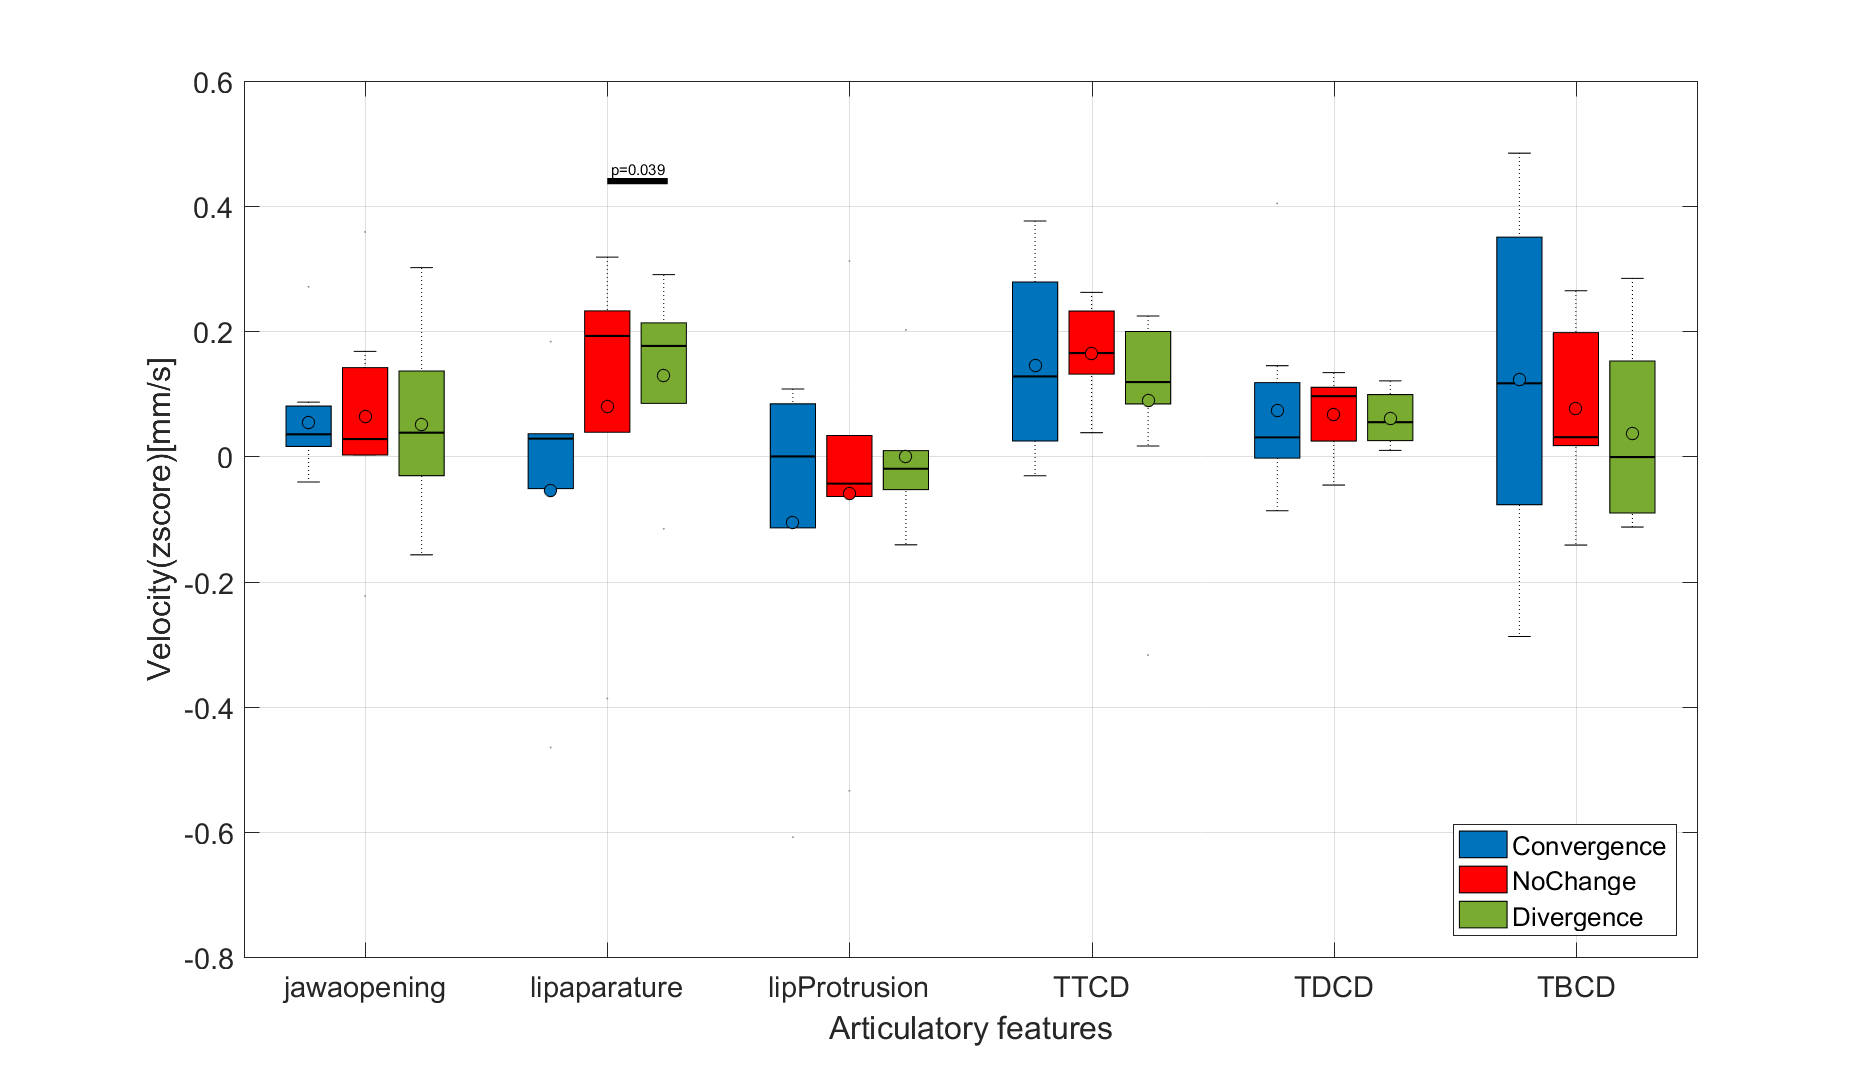 0.6
0.4
0.2
0
-0.2
-0.4
-0.6
-0.8
Velocity(zscore)[mm/s]
p=0.039
Convergence
NoChange
Divergence
jawaopening lipaparature lipProtrusion TTCD TDCD TBCD
Articulatory features